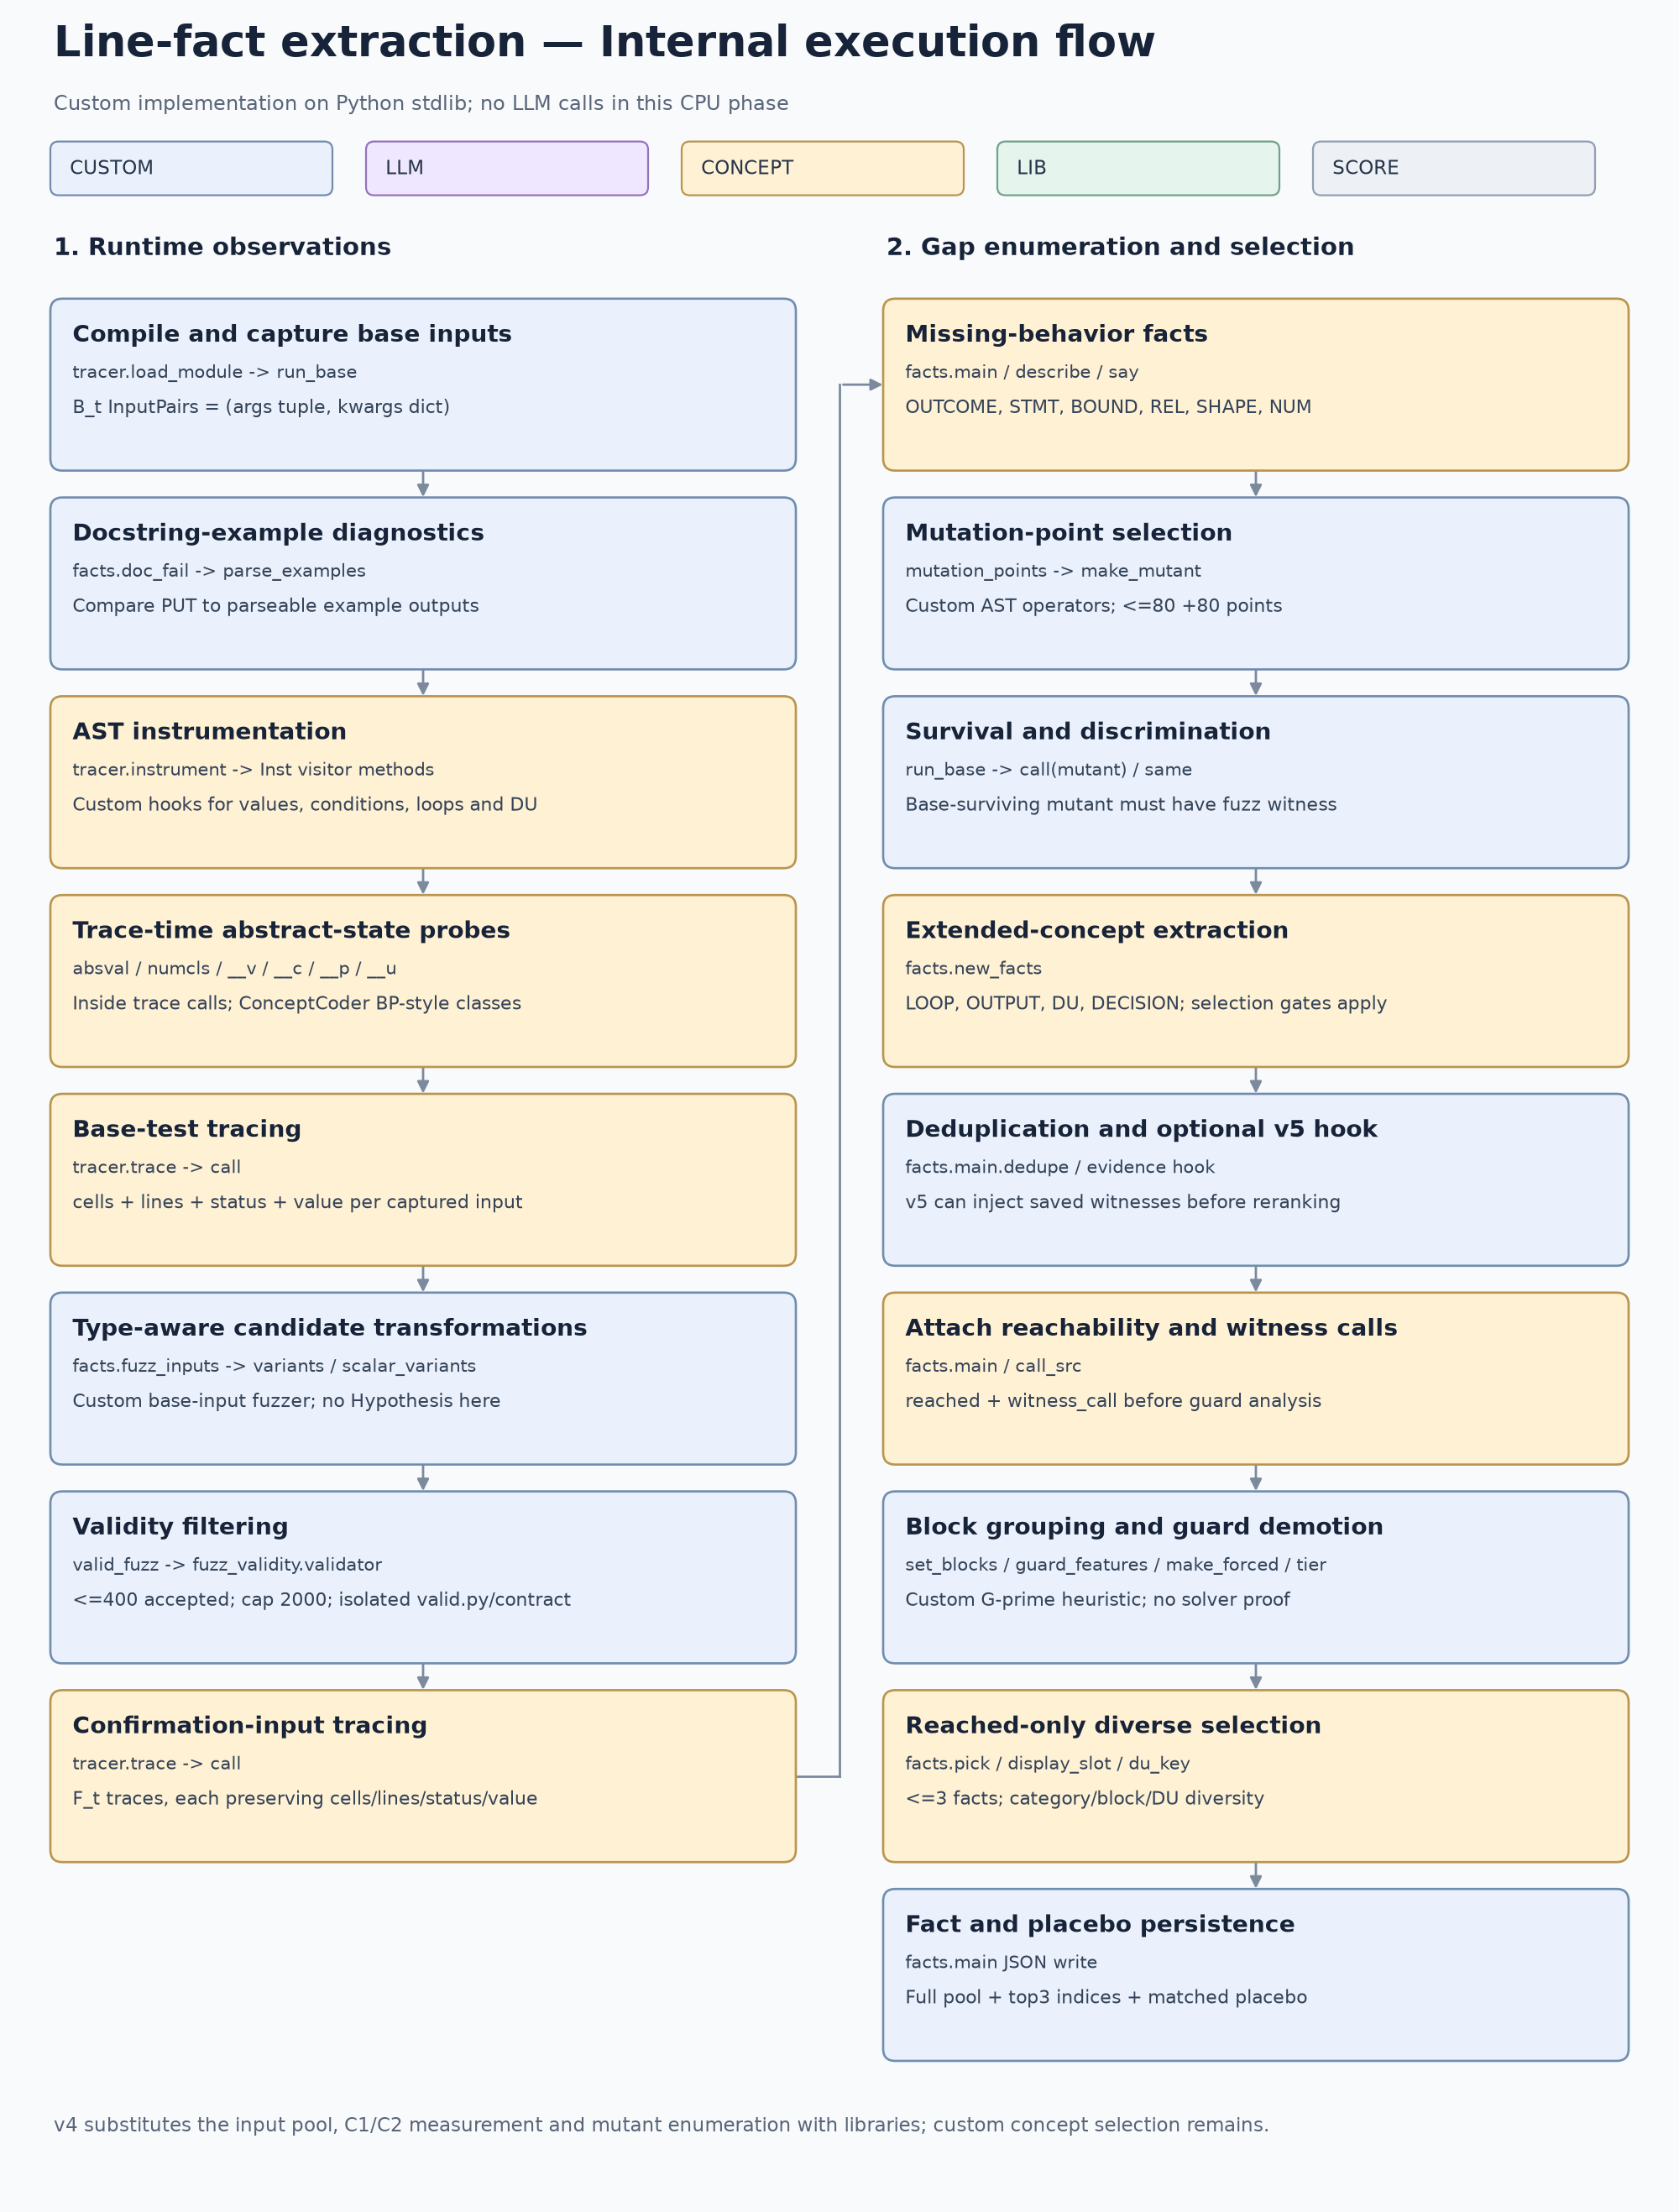 Line-fact extraction — Internal execution flow
Custom implementation on Python stdlib; no LLM calls in this CPU phase
CUSTOM
LLM
CONCEPT
LIB
SCORE
1. Runtime observations
Compile and capture base inputs
tracer.load_module -> run_base
B_t InputPairs = (args tuple, kwargs dict)
Docstring-example diagnostics
facts.doc_fail -> parse_examples
Compare PUT to parseable example outputs
AST instrumentation
tracer.instrument -> Inst visitor methods
Custom hooks for values, conditions, loops and DU
Trace-time abstract-state probes
absval / numcls / __v / __c / __p / __u
Inside trace calls; ConceptCoder BP-style classes
Base-test tracing
tracer.trace -> call
cells + lines + status + value per captured input
Type-aware candidate transformations
facts.fuzz_inputs -> variants / scalar_variants
Custom base-input fuzzer; no Hypothesis here
Validity filtering
valid_fuzz -> fuzz_validity.validator
<=400 accepted; cap 2000; isolated valid.py/contract
Confirmation-input tracing
tracer.trace -> call
F_t traces, each preserving cells/lines/status/value
2. Gap enumeration and selection
Missing-behavior facts
facts.main / describe / say
OUTCOME, STMT, BOUND, REL, SHAPE, NUM
Mutation-point selection
mutation_points -> make_mutant
Custom AST operators; <=80 +80 points
Survival and discrimination
run_base -> call(mutant) / same
Base-surviving mutant must have fuzz witness
Extended-concept extraction
facts.new_facts
LOOP, OUTPUT, DU, DECISION; selection gates apply
Deduplication and optional v5 hook
facts.main.dedupe / evidence hook
v5 can inject saved witnesses before reranking
Attach reachability and witness calls
facts.main / call_src
reached + witness_call before guard analysis
Block grouping and guard demotion
set_blocks / guard_features / make_forced / tier
Custom G-prime heuristic; no solver proof
Reached-only diverse selection
facts.pick / display_slot / du_key
<=3 facts; category/block/DU diversity
Fact and placebo persistence
facts.main JSON write
Full pool + top3 indices + matched placebo
v4 substitutes the input pool, C1/C2 measurement and mutant enumeration with libraries; custom concept selection remains.